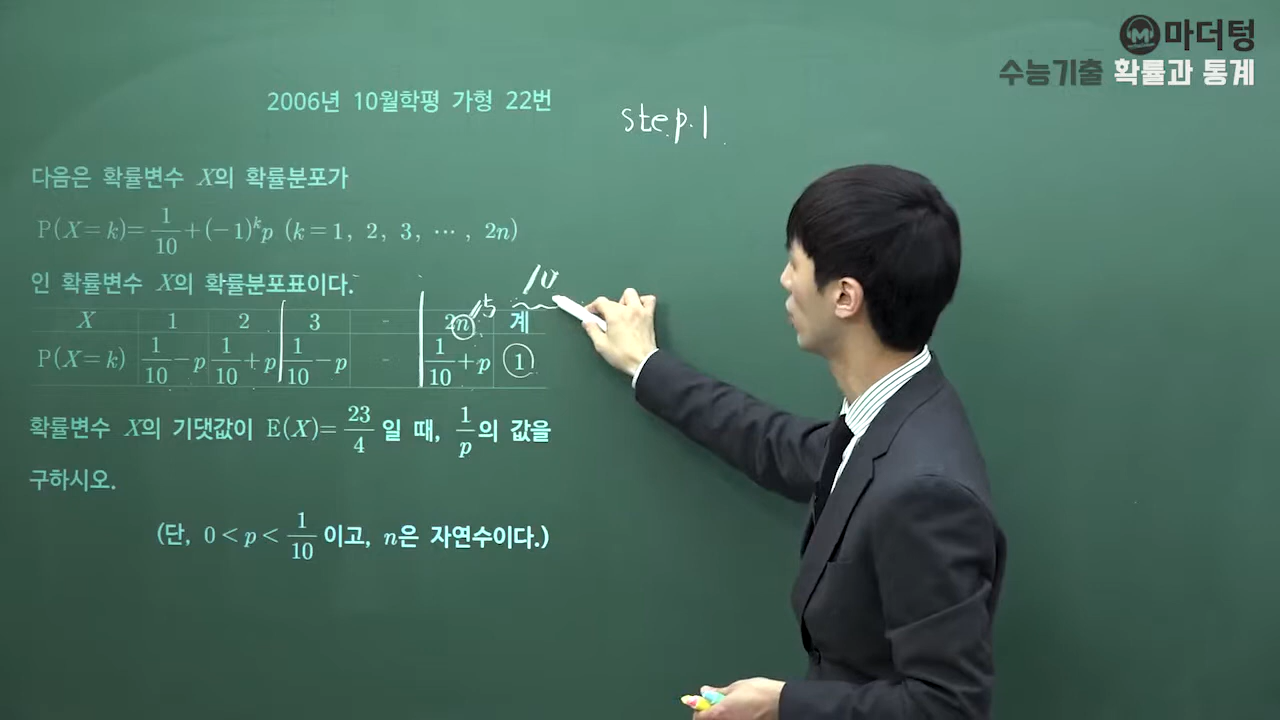 마더텅
수능기출 확률과 통계
2006년 10월학평 가형 22번
step.1
다음은 확률변수 X의 확률분포가
P(X=k)=1/10+(-1)^k p (k=1, 2, 3, ⋯, 2n)
인 확률변수 X의 확률분포표이다.
10
5
X 1 2 3 - 2n 계
P(X=k) 1/10-p 1/10+p 1/10-p - 1/10+p 1
확률변수 X의 기댓값이 E(X)=23/4일 때, 1/p의 값을
구하시오.
(단, 0<p<1/10이고, n은 자연수이다.)